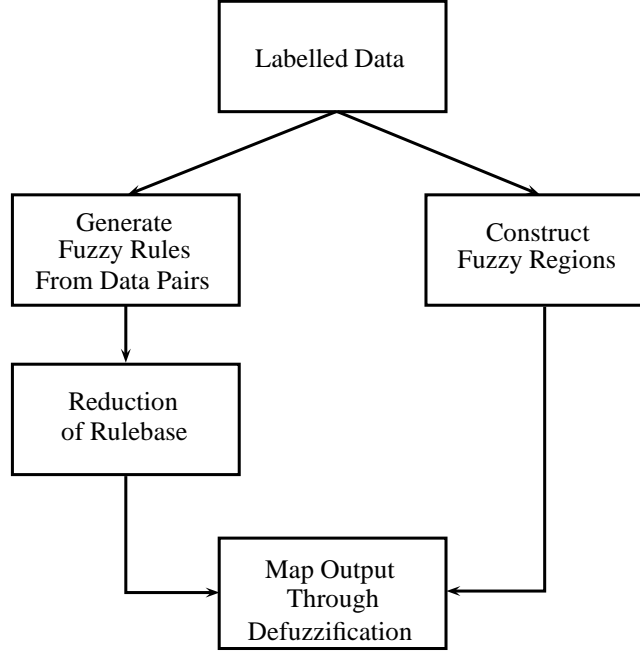 Labelled Data
Generate
Fuzzy Rules
From Data Pairs
Construct
Fuzzy Regions
Reduction
of Rulebase
Map Output
Through
Defuzzification